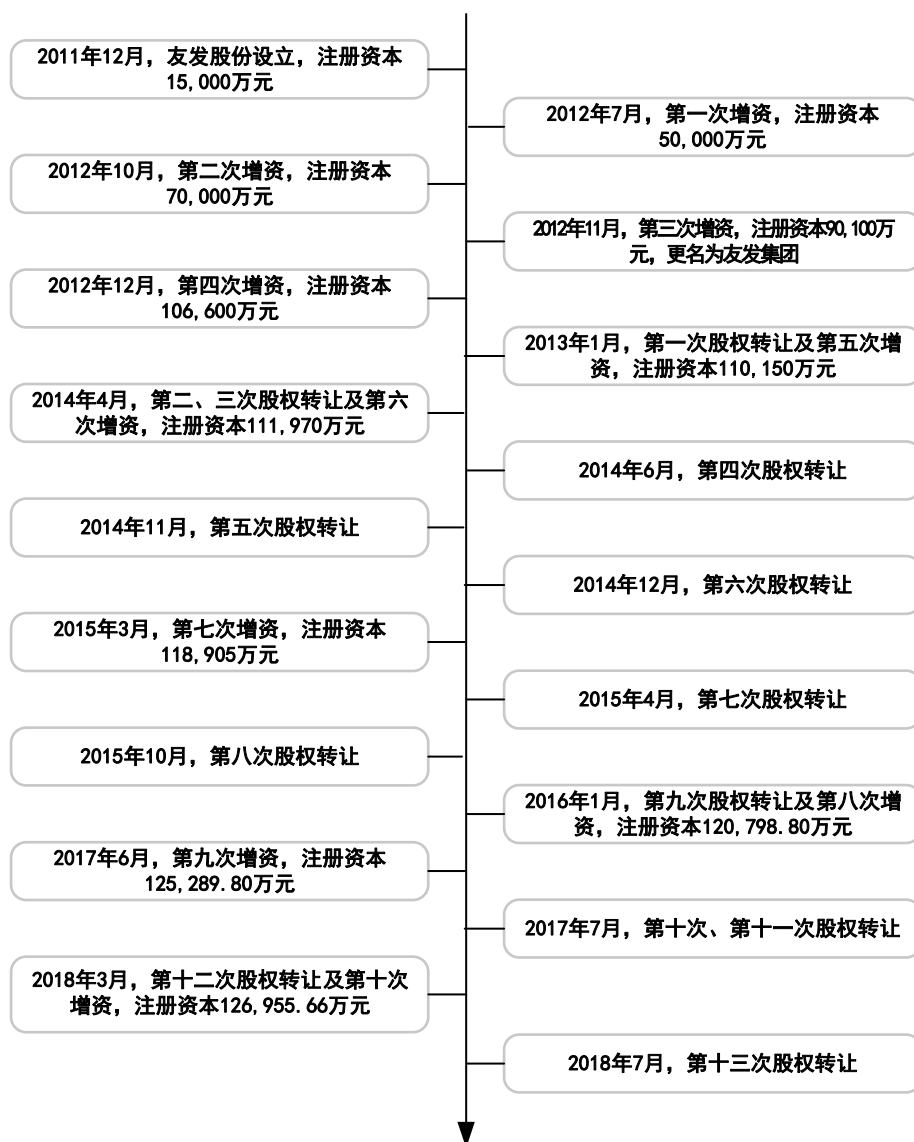 2011年12月，友发股份设立，注册资本
15,000万元
2012年7月，第一次增资，注册资本
50,000万元
2012年10月，第二次增资，注册资本
70,000万元
2012年11月，第三次增资，注册资本90,100万
元，更名为友发集团
2012年12月，第四次增资，注册资本
106,600万元
2013年1月，第一次股权转让及第五次增
资，注册资本110,150万元
2014年4月，第二、三次股权转让及第六
次增资，注册资本111,970万元
2014年6月，第四次股权转让
2014年11月，第五次股权转让
2014年12月，第六次股权转让
2015年3月，第七次增资，注册资本
118,905万元
2015年4月，第七次股权转让
2015年10月，第八次股权转让
2016年1月，第九次股权转让及第八次增
资，注册资本120,798.80万元
2017年6月，第九次增资，注册资本
125,289.80万元
2017年7月，第十次、第十一次股权转让
2018年3月，第十二次股权转让及第十次
增资，注册资本126,955.66万元
2018年7月，第十三次股权转让